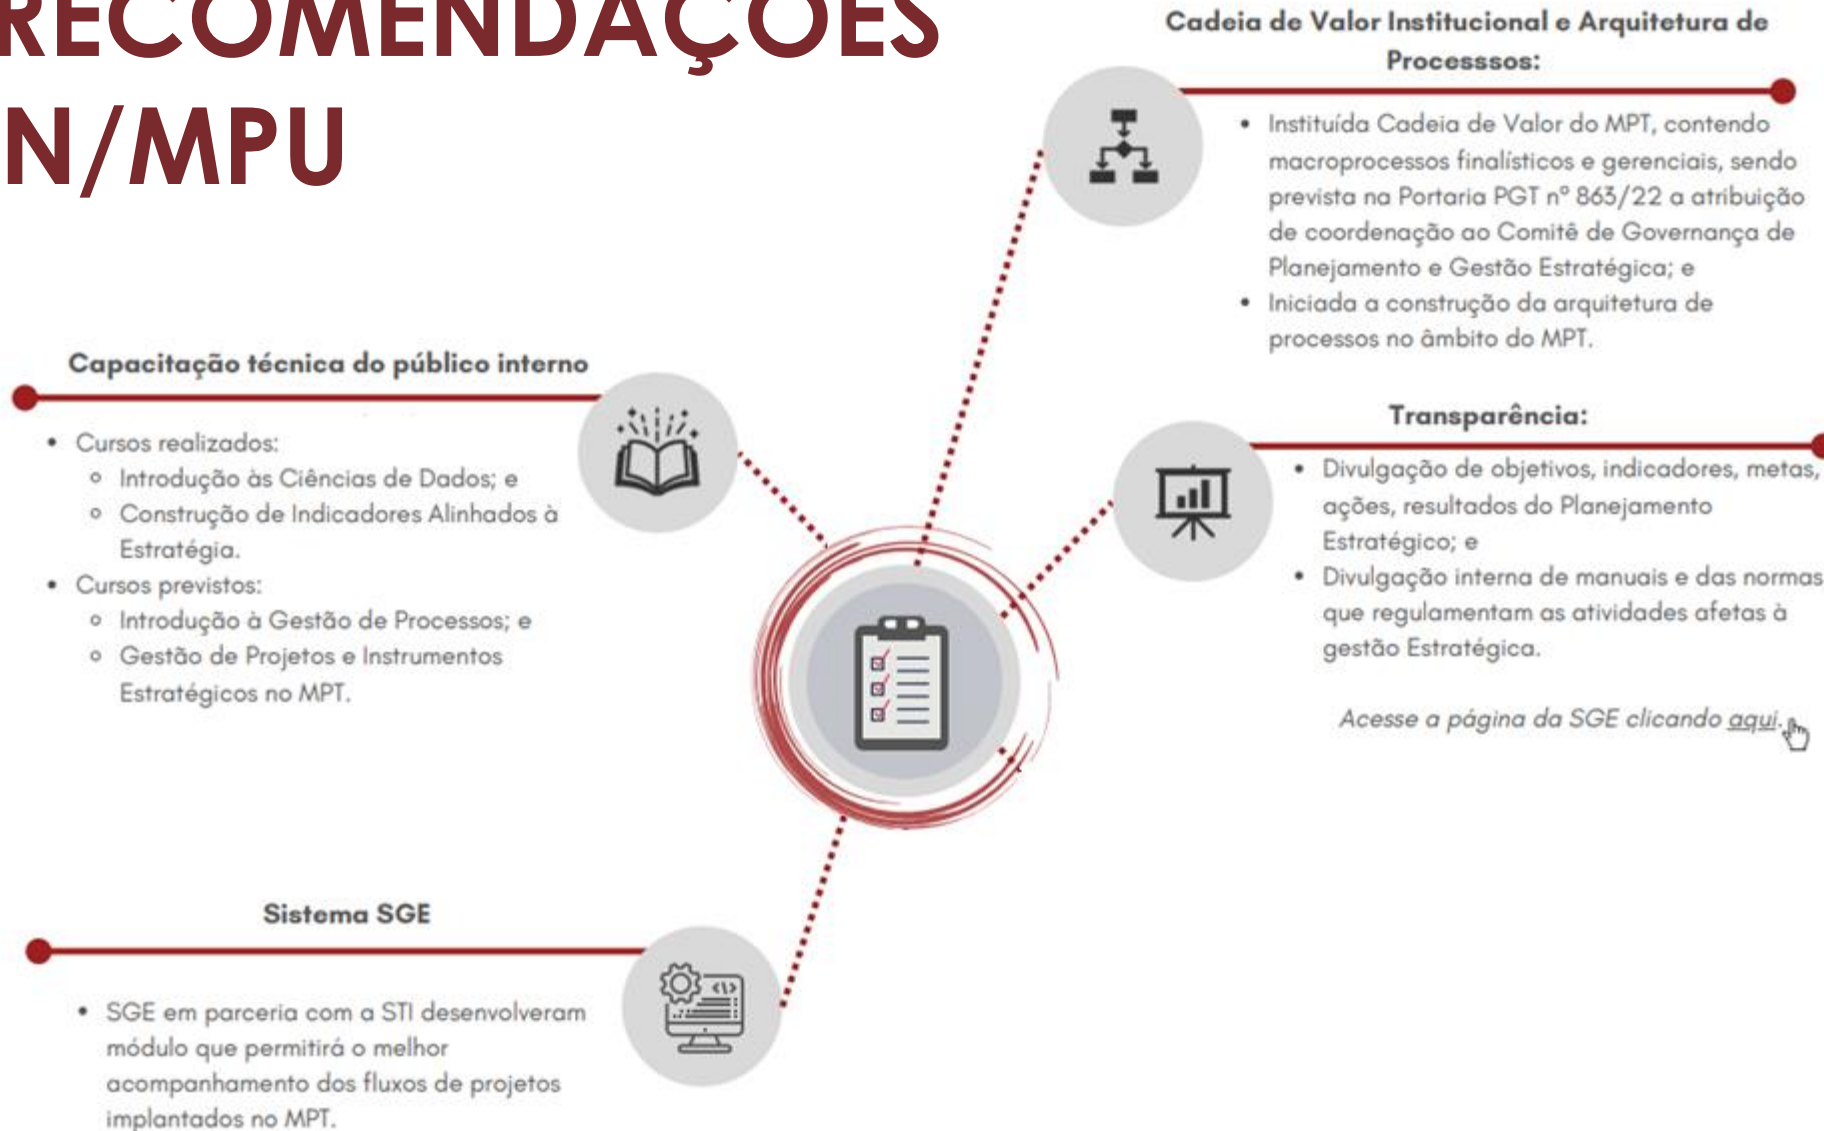 RECOMENDAÇÕES
N/MPU
Cadeia de Valor Institucional e Arquitetura de
Processsos:
• Instituída Cadeia de Valor do MPT, contendo
macroprocessos finalísticos e gerenciais, sendo
prevista na Portaria PGT nº 863/22 a atribuição
de coordenação ao Comitê de Governança de
Planejamento e Gestão Estratégica; e
• Iniciada a construção da arquitetura de
processos no âmbito do MPT.
Capacitação técnica do público interno
• Cursos realizados:
◦ Introdução às Ciências de Dados; e
◦ Construção de Indicadores Alinhados à
Estratégia.
• Cursos previstos:
◦ Introdução à Gestão de Processos; e
◦ Gestão de Projetos e Instrumentos
Estratégicos no MPT.
Transparência:
• Divulgação de objetivos, indicadores, metas,
ações, resultados do Planejamento
Estratégico; e
• Divulgação interna de manuais e das normas
que regulamentam as atividades afetas à
gestão Estratégica.
Acesse a página da SGE clicando aqui.
Sistema SGE
• SGE em parceria com a STI desenvolveram
módulo que permitirá o melhor
acompanhamento dos fluxos de projetos
implantados no MPT.